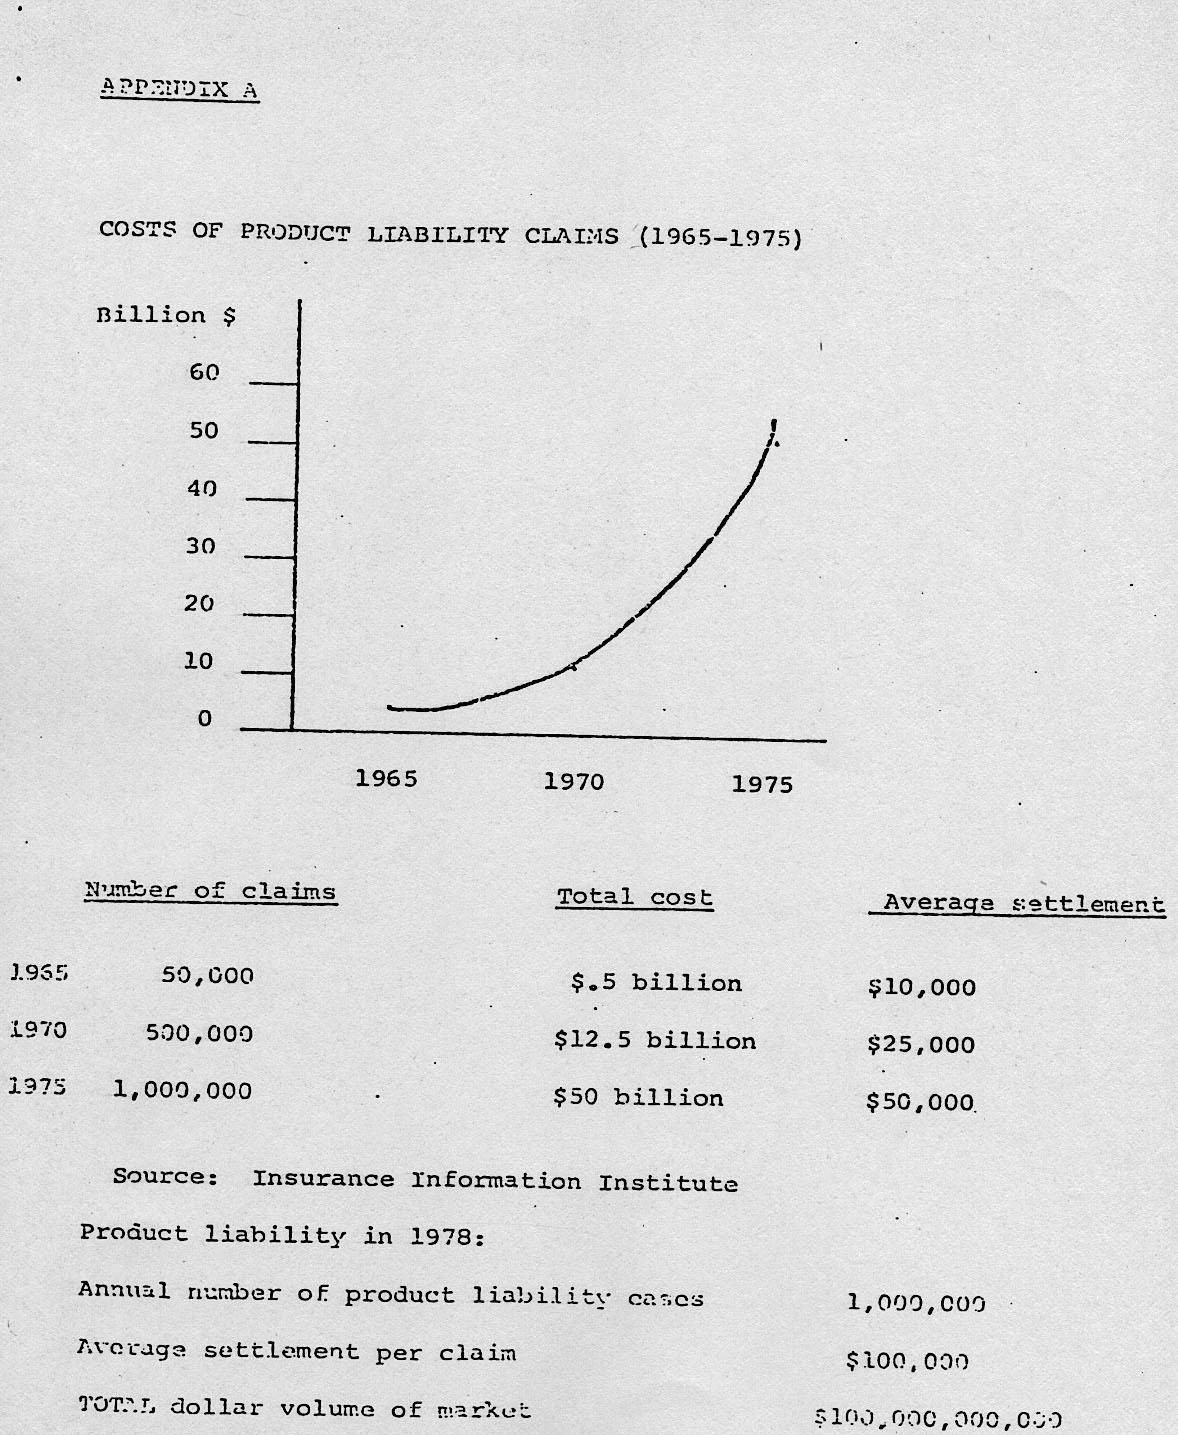 APPENDIX A
COSTS OF PRODUCT LIABILITY CLAIMS (1965-1975)
Billion $
60
50
40
30
20
10
0
1965 1970 1975
Number of claims Total cost Average settlement
1965 50,000 $.5 billion $10,000
1970 500,000 $12.5 billion $25,000
1975 1,000,000 $50 billion $50,000
Source: Insurance Information Institute
Product liability in 1978:
Annual number of product liability cases 1,000,000
Average settlement per claim $100,000
TOTAL dollar volume of market $100,000,000,000